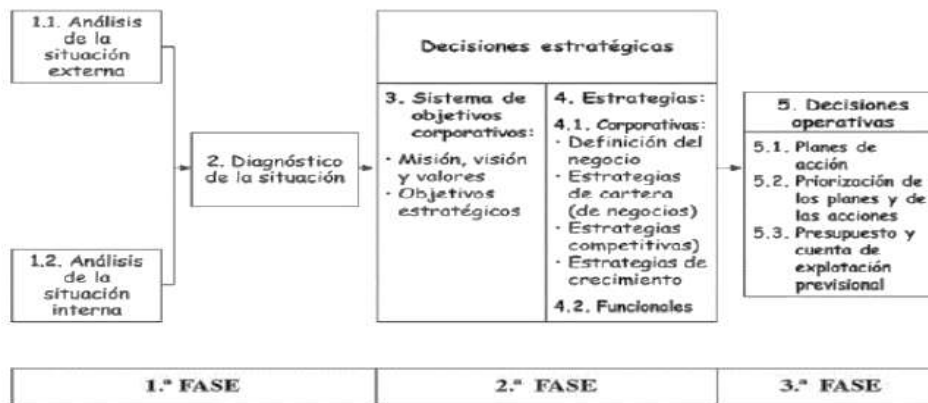 1.1. Análisis
de la
situación
externa
1.2. Análisis
de la
situación
interna
2. Diagnóstico
de la situación
Decisiones estratégicas
3. Sistema de
objetivos
corporativos:
· Misión, visión
y valores
· Objetivos
estratégicos
4. Estrategias:
4.1. Corporativas:
· Definición del
negocio
· Estrategias
de cartera
(de negocios)
· Estrategias
competitivas)
· Estrategias de
crecimiento
4.2. Funcionales
5. Decisiones
operativas
5.1. Planes de
acción
5.2. Priorización de
los planes y de
las acciones
5.3. Presupuesto y
cuenta de
explotación
previsional
1.ª FASE
2.ª FASE
3.ª FASE